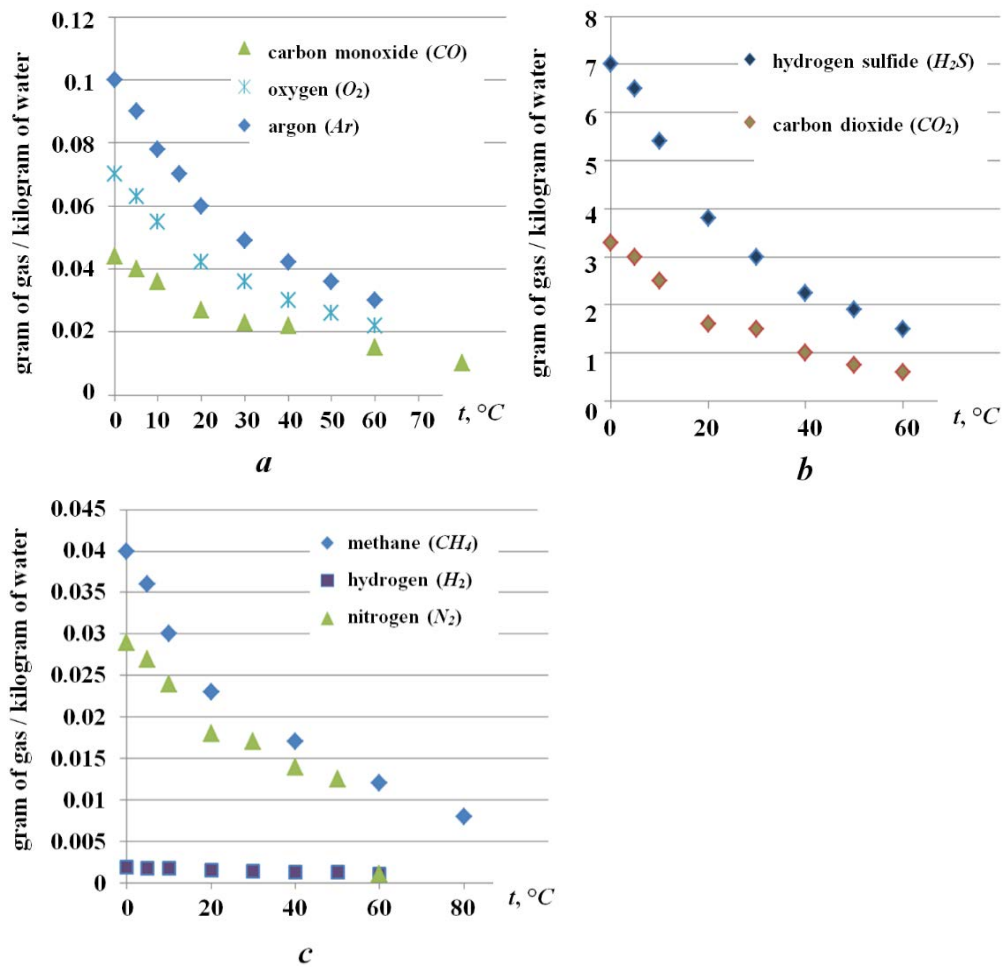 gram of gas / kilogram of water
0.12
0.1
0.08
0.06
0.04
0.02
0
carbon monoxide (CO)
oxygen (O₂)
argon (Ar)
0 10 20 30 40 50 60 70 t, °C
a
gram of gas / kilogram of water
8
7
6
5
4
3
2
1
0
hydrogen sulfide (H₂S)
carbon dioxide (CO₂)
0 20 40 60 t, °C
b
gram of gas / kilogram of water
0.045
0.04
0.035
0.03
0.025
0.02
0.015
0.01
0.005
0
methane (CH₄)
hydrogen (H₂)
nitrogen (N₂)
0 20 40 60 80 t, °C
c